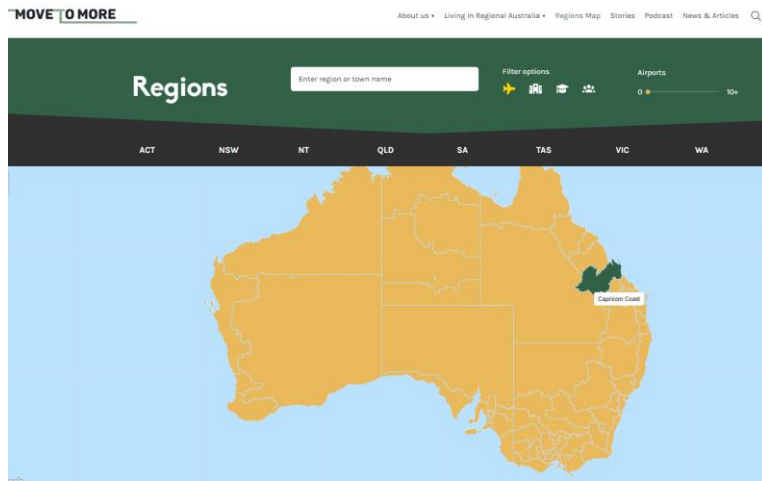 MOVE TO MORE
About us Living in Regional Australia Regions Map Stories Podcast News & Articles
Regions
Enter region or town name
Filter options
Airports
0 10+
ACT NSW NT QLD SA TAS VIC WA
Capricorn Coast